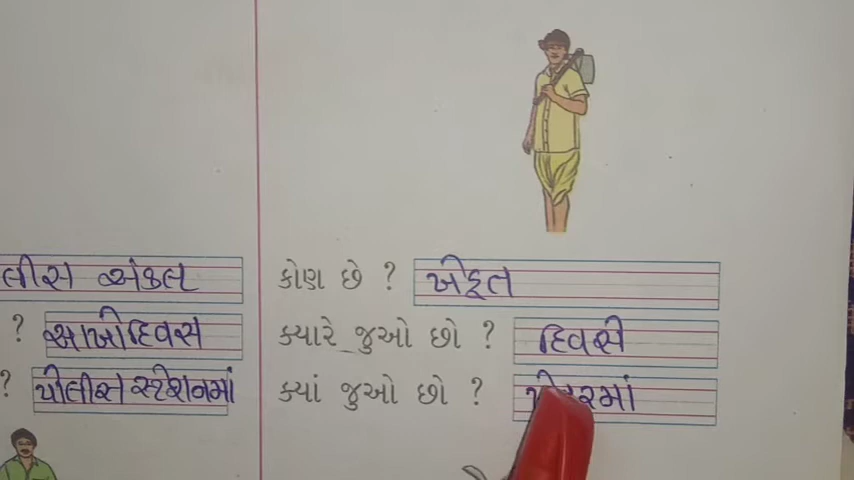 લીસ અંકલ
? આખોદિવસ
? પોલીસ સ્ટેશનમાં
કોણ છે ? ખેડૂત
ક્યારે જુઓ છો ? દિવસે
ક્યાં જુઓ છો ?